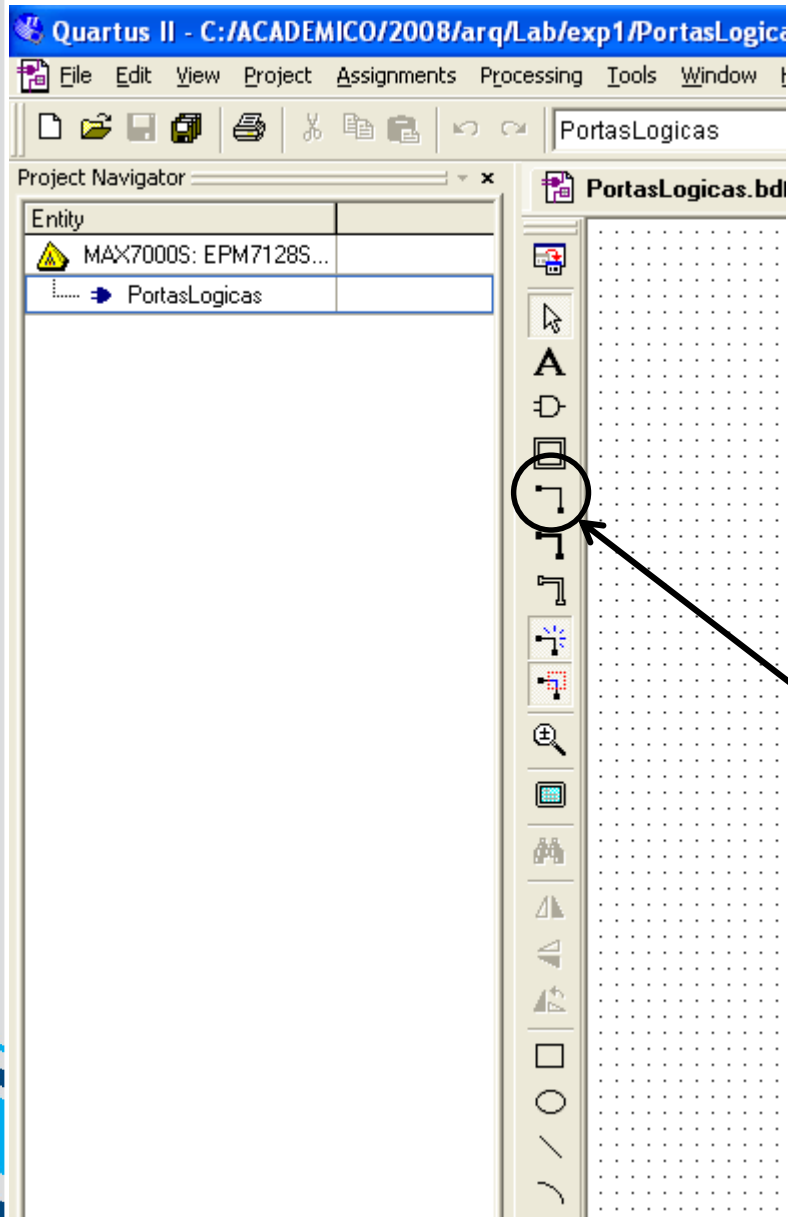 Quartus II - C:/ACADEMICO/2008/arq/Lab/exp1/PortasLogica
File Edit View Project Assignments Processing Tools Window
PortasLogicas
Project Navigator
PortasLogicas.bd
Entity
MAX7000S: EPM7128S...
PortasLogicas
A